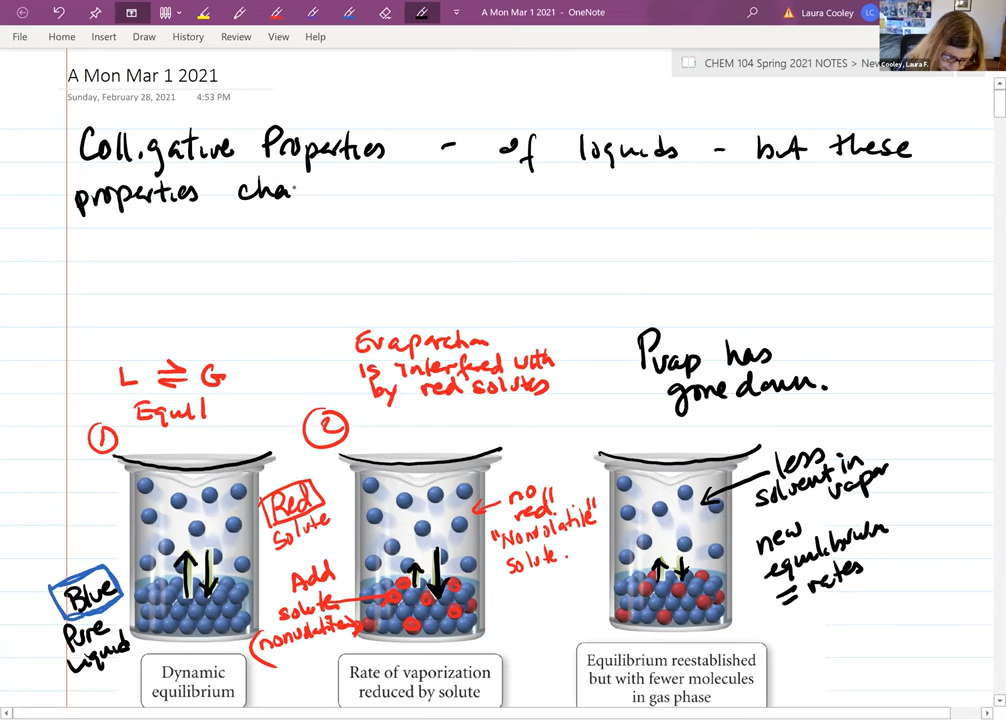 A Mon Mar 1 2021 - OneNote
Laura Cooley
LC
File Home Insert Draw History Review View Help
Cooley, Laura F.
CHEM 104 Spring 2021 NOTES > New
A Mon Mar 1 2021
Sunday, February 28, 2021 4:53 PM
Colligative Properties - of liquids - but these
properties cha
L ⇌ G
Equil
Evaporation
is interfered with
by red solutes
Pvap has
gone down.
①
②
Red
solute
no
red!
"Nonvolatile"
solute.
less
solvent in
vapor
new
equilibrium
= rates
Blue
Pure
Liquid
Add
solute
(nonvolatile)
Dynamic
equilibrium
Rate of vaporization
reduced by solute
Equilibrium reestablished
but with fewer molecules
in gas phase